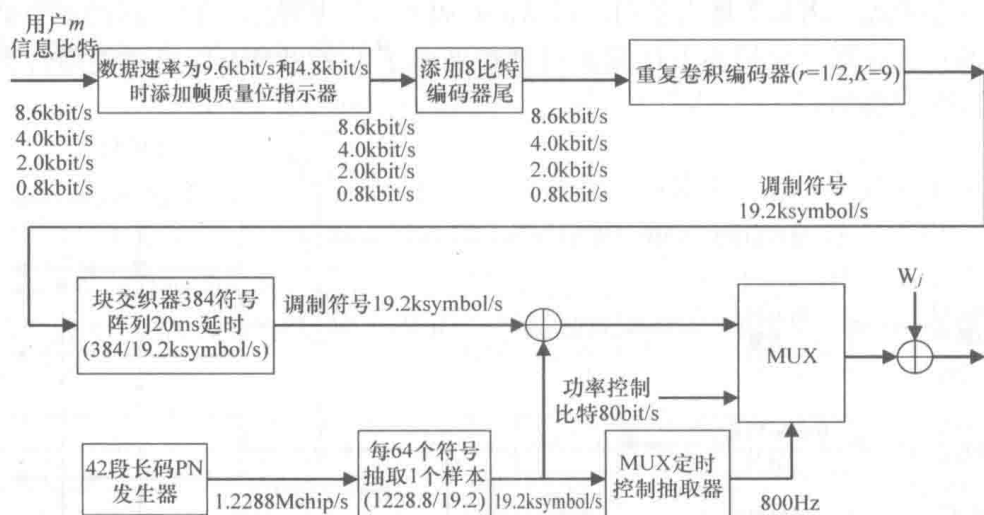 用户m
信息比特
数据速率为9.6kbit/s和4.8kbit/s
时添加帧质量位指示器
添加8比特
编码器尾
重复卷积编码器(r=1/2,K=9)
8.6kbit/s
4.0kbit/s
2.0kbit/s
0.8kbit/s
8.6kbit/s
4.0kbit/s
2.0kbit/s
0.8kbit/s
8.6kbit/s
4.0kbit/s
2.0kbit/s
0.8kbit/s
调制符号
19.2ksymbol/s
块交织器384符号
阵列20ms延时
(384/19.2ksymbol/s)
调制符号19.2ksymbol/s
MUX
Wj
功率控制
比特80bit/s
42段长码PN
发生器
1.2288Mchip/s
每64个符号
抽取1个样本
(1228.8/19.2)
19.2ksymbol/s
MUX定时
控制抽取器
800Hz